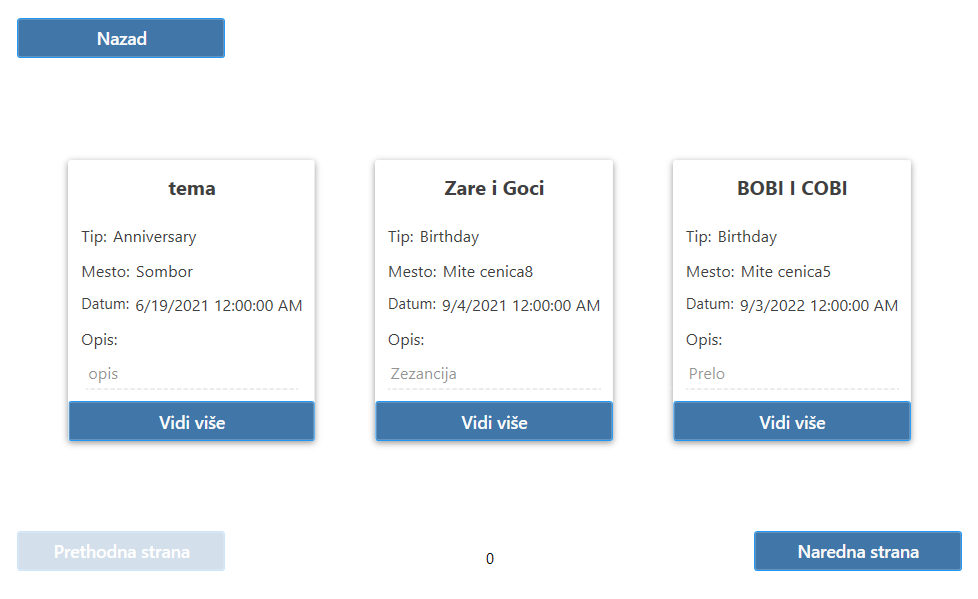 Nazad
tema
Tip: Anniversary
Mesto: Sombor
Datum: 6/19/2021 12:00:00 AM
Opis:
opis
Vidi više
Zare i Goci
Tip: Birthday
Mesto: Mite cenica8
Datum: 9/4/2021 12:00:00 AM
Opis:
Zezancija
Vidi više
BOBI I COBI
Tip: Birthday
Mesto: Mite cenica5
Datum: 9/3/2022 12:00:00 AM
Opis:
Prelo
Vidi više
Prethodna strana
0
Naredna strana